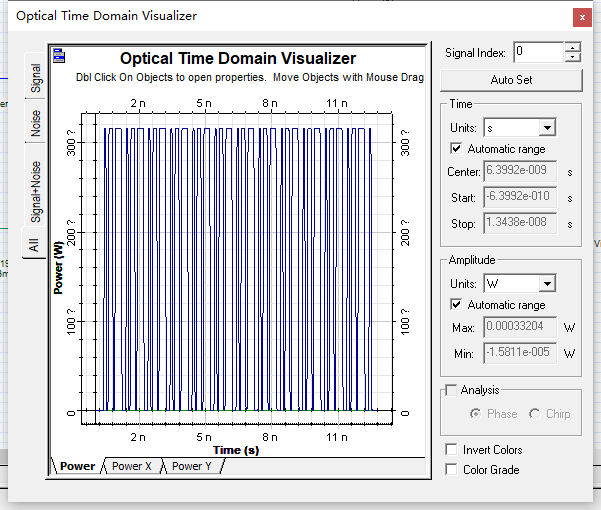 Optical Time Domain Visualizer
x
Signal
Noise
Signal+Noise
All
Optical Time Domain Visualizer
Dbl Click On Objects to open properties. Move Objects with Mouse Drag
2 n 5 n 8 n 11 n
Power (W)
300 ?
200 ?
100 ?
0
300 ?
200 ?
100 ?
0
2 n 5 n 8 n 11 n
Time (s)
Power Power X Power Y
Signal Index: 0
Auto Set
Time
Units: s
Automatic range
Center: 6.3992e-009 s
Start: -6.3992e-010 s
Stop: 1.3438e-008 s
Amplitude
Units: W
Automatic range
Max: 0.00033204 W
Min: -1.5811e-005 W
Analysis
Phase Chirp
Invert Colors
Color Grade